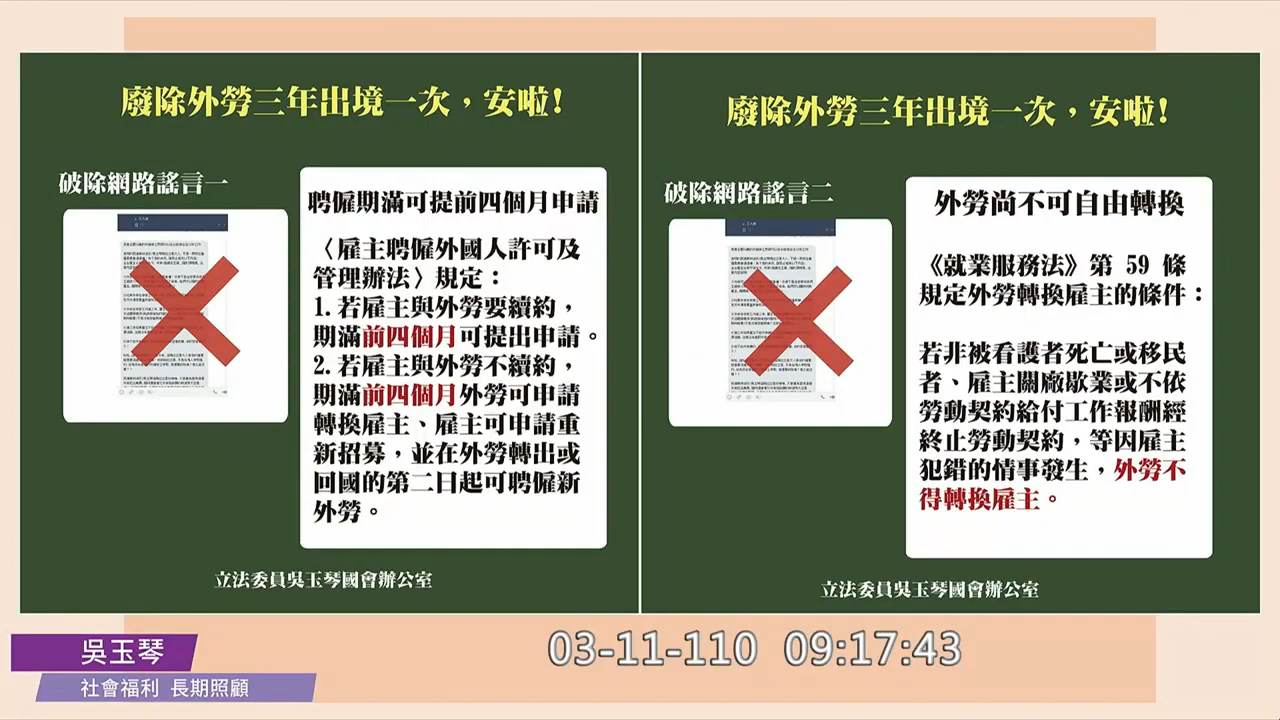 廢除外勞三年出境一次，安啦!
破除網路謠言一
聘僱期滿可提前四個月申請
〈雇主聘僱外國人許可及
管理辦法〉規定：
1. 若雇主與外勞要續約，
期滿前四個月可提出申請。
2. 若雇主與外勞不續約，
期滿前四個月外勞可申請
轉換雇主、雇主可申請重
新招募，並在外勞轉出或
回國的第二日起可聘僱新
外勞。
立法委員吳玉琴國會辦公室
廢除外勞三年出境一次，安啦!
破除網路謠言二
外勞尚不可自由轉換
《就業服務法》第 59 條
規定外勞轉換雇主的條件：
若非被看護者死亡或移民
者、雇主關廠歇業或不依
勞動契約給付工作報酬經
終止勞動契約，等因雇主
犯錯的情事發生，外勞不
得轉換雇主。
立法委員吳玉琴國會辦公室
吳玉琴
社會福利 長期照顧
03-11-110 09:17:43